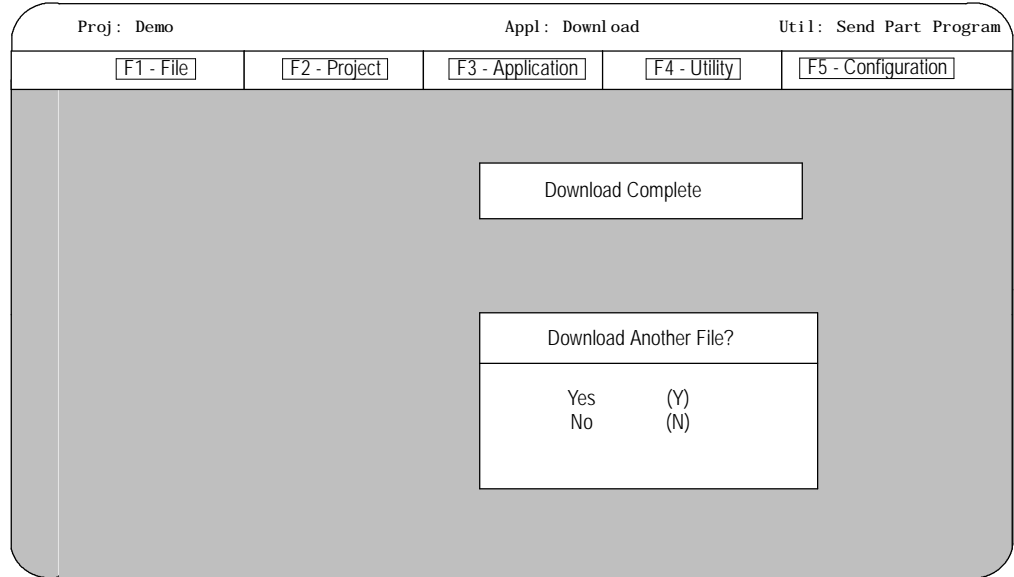 Proj: Demo Appl: Download Util: Send Part Program
F1 - File F2 - Project F3 - Application F4 - Utility F5 - Configuration
Download Complete
Download Another File?
Yes (Y)
No (N)